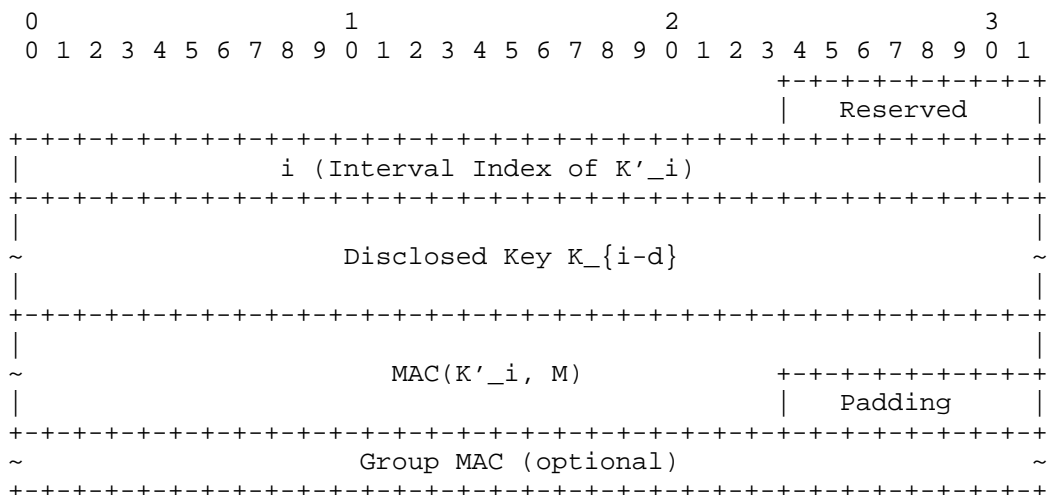 0                   1                   2                   3
0 1 2 3 4 5 6 7 8 9 0 1 2 3 4 5 6 7 8 9 0 1 2 3 4 5 6 7 8 9 0 1
+-+-+-+-+-+-+-+-+
|   Reserved    |
+-+-+-+-+-+-+-+-+-+-+-+-+-+-+-+-+-+-+-+-+-+-+-+-+-+-+-+-+-+-+-+-+
|                i (Interval Index of K’_i)                     |
+-+-+-+-+-+-+-+-+-+-+-+-+-+-+-+-+-+-+-+-+-+-+-+-+-+-+-+-+-+-+-+-+
|                                                               |
~                    Disclosed Key K_{i-d}                      ~
|                                                               |
+-+-+-+-+-+-+-+-+-+-+-+-+-+-+-+-+-+-+-+-+-+-+-+-+-+-+-+-+-+-+-+-+
|                                                               |
~                       MAC(K’_i, M)            +-+-+-+-+-+-+-+-+
|                                               |   Padding     |
+-+-+-+-+-+-+-+-+-+-+-+-+-+-+-+-+-+-+-+-+-+-+-+-+-+-+-+-+-+-+-+-+
~                     Group MAC (optional)                      ~
+-+-+-+-+-+-+-+-+-+-+-+-+-+-+-+-+-+-+-+-+-+-+-+-+-+-+-+-+-+-+-+-+